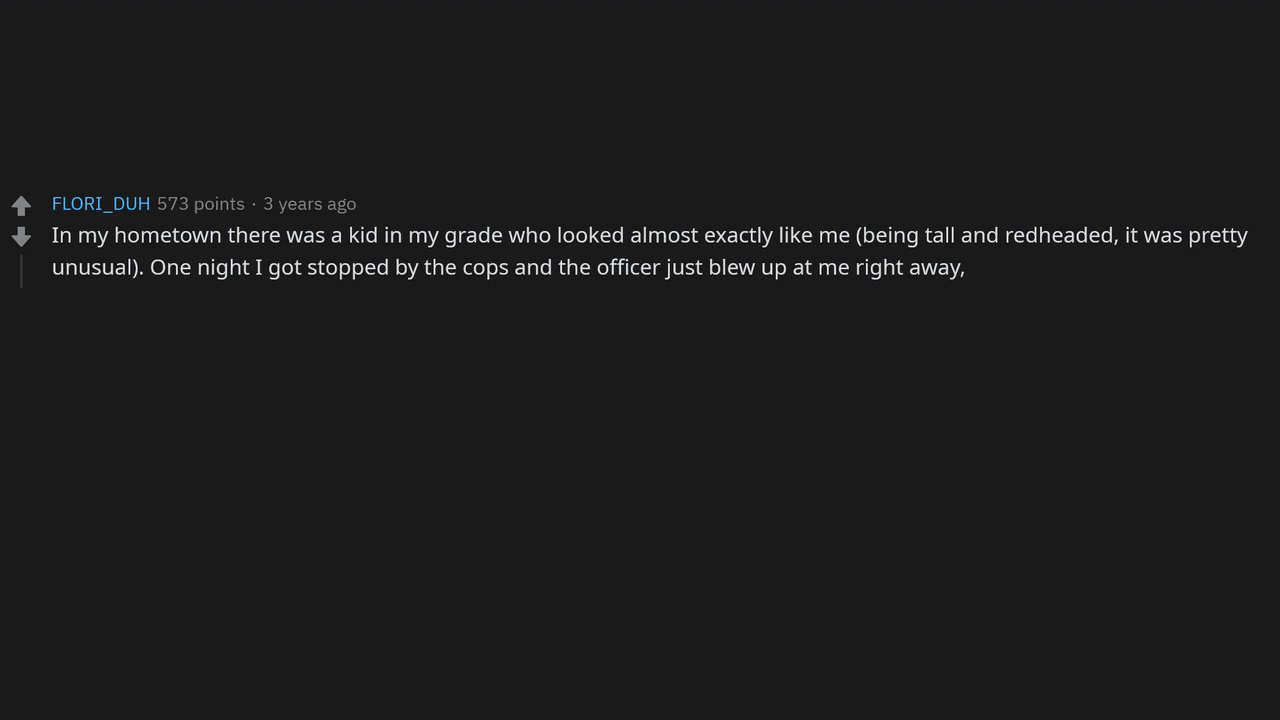 FLORI_DUH 573 points · 3 years ago
In my hometown there was a kid in my grade who looked almost exactly like me (being tall and redheaded, it was pretty
unusual). One night I got stopped by the cops and the officer just blew up at me right away,